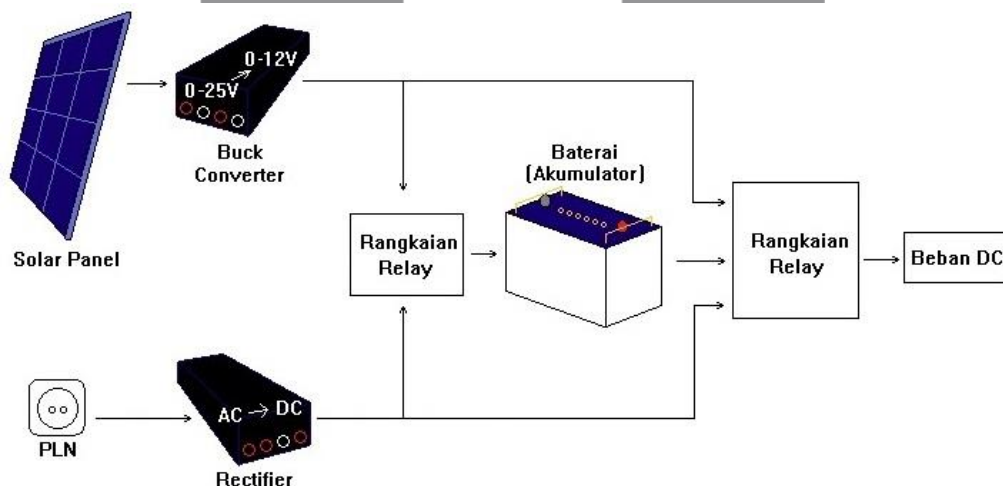 0-25V
0-12V
Buck
Converter
Solar Panel
Rangkaian
Relay
Baterai
(Akumulator)
Rangkaian
Relay
Beban DC
PLN
AC
DC
Rectifier